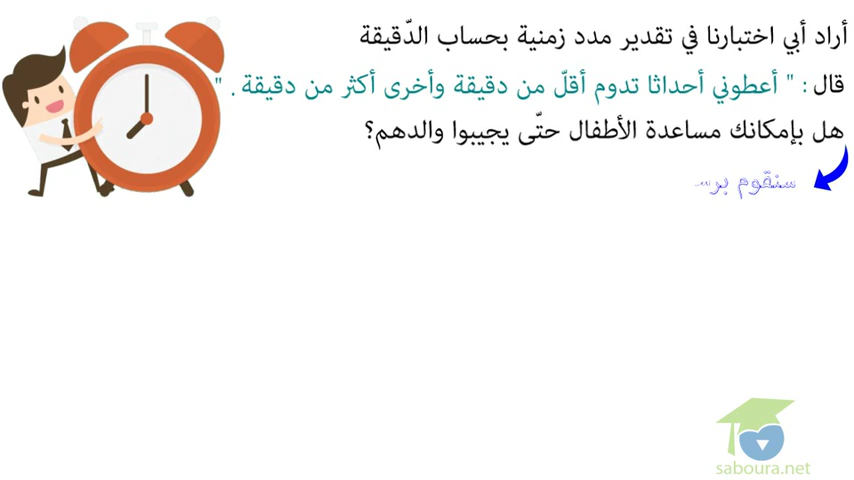 أراد أبي اختبارنا في تقدير مدد زمنية بحساب الدّقيقة
قال : " أعطوني أحداثا تدوم أقلّ من دقيقة وأخرى أكثر من دقيقة . "
هل بإمكانك مساعدة الأطفال حتّى يجيبوا والدهم؟
سنقوم
saboura.net